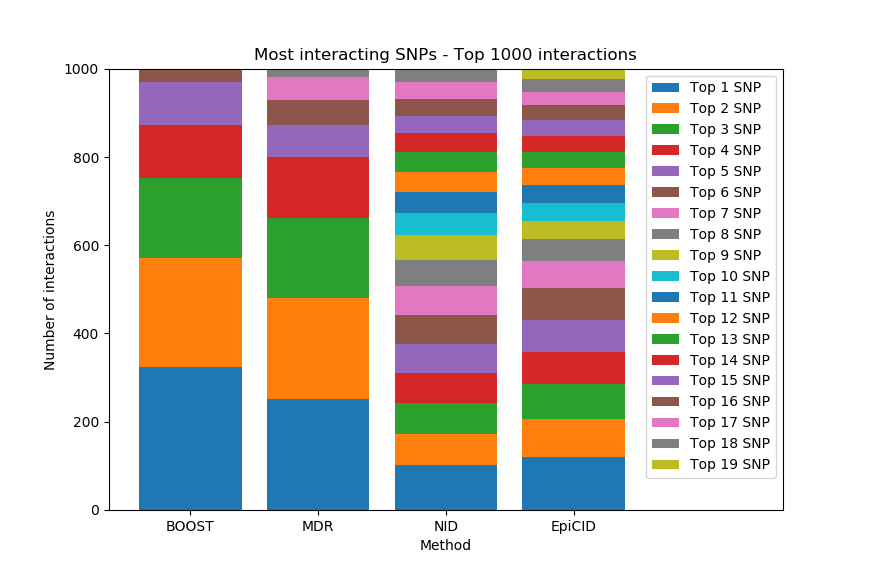 Most interacting SNPs - Top 1000 interactions
Number of interactions
1000
800
600
400
200
0
BOOST
MDR
NID
EpiCID
Method
Top 1 SNP
Top 2 SNP
Top 3 SNP
Top 4 SNP
Top 5 SNP
Top 6 SNP
Top 7 SNP
Top 8 SNP
Top 9 SNP
Top 10 SNP
Top 11 SNP
Top 12 SNP
Top 13 SNP
Top 14 SNP
Top 15 SNP
Top 16 SNP
Top 17 SNP
Top 18 SNP
Top 19 SNP